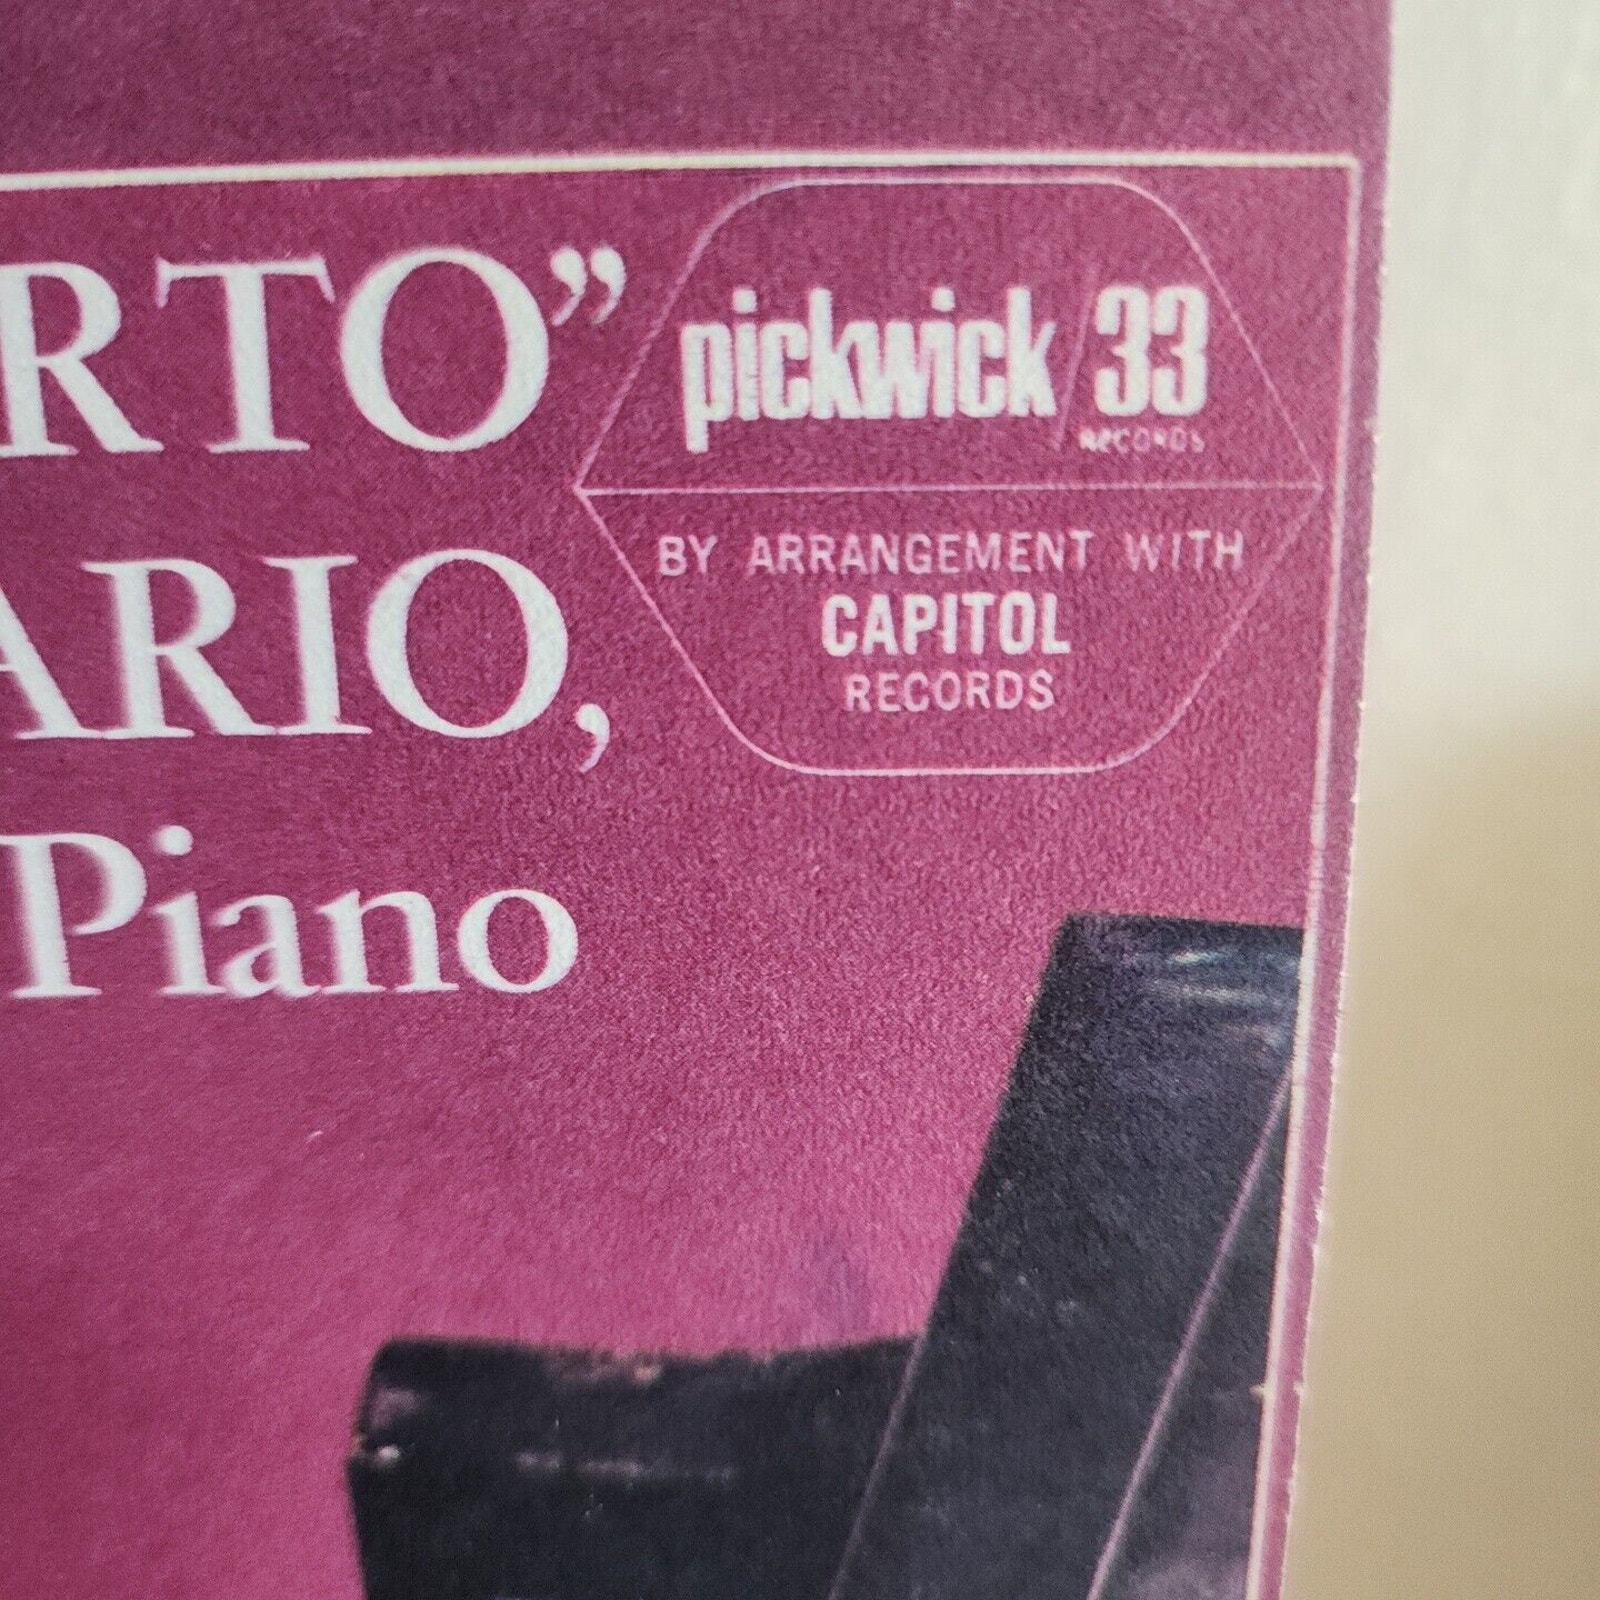 RTO”
ARIO,
Piano
pickwick/33
RECORDS
BY ARRANGEMENT WITH
CAPITOL
RECORDS